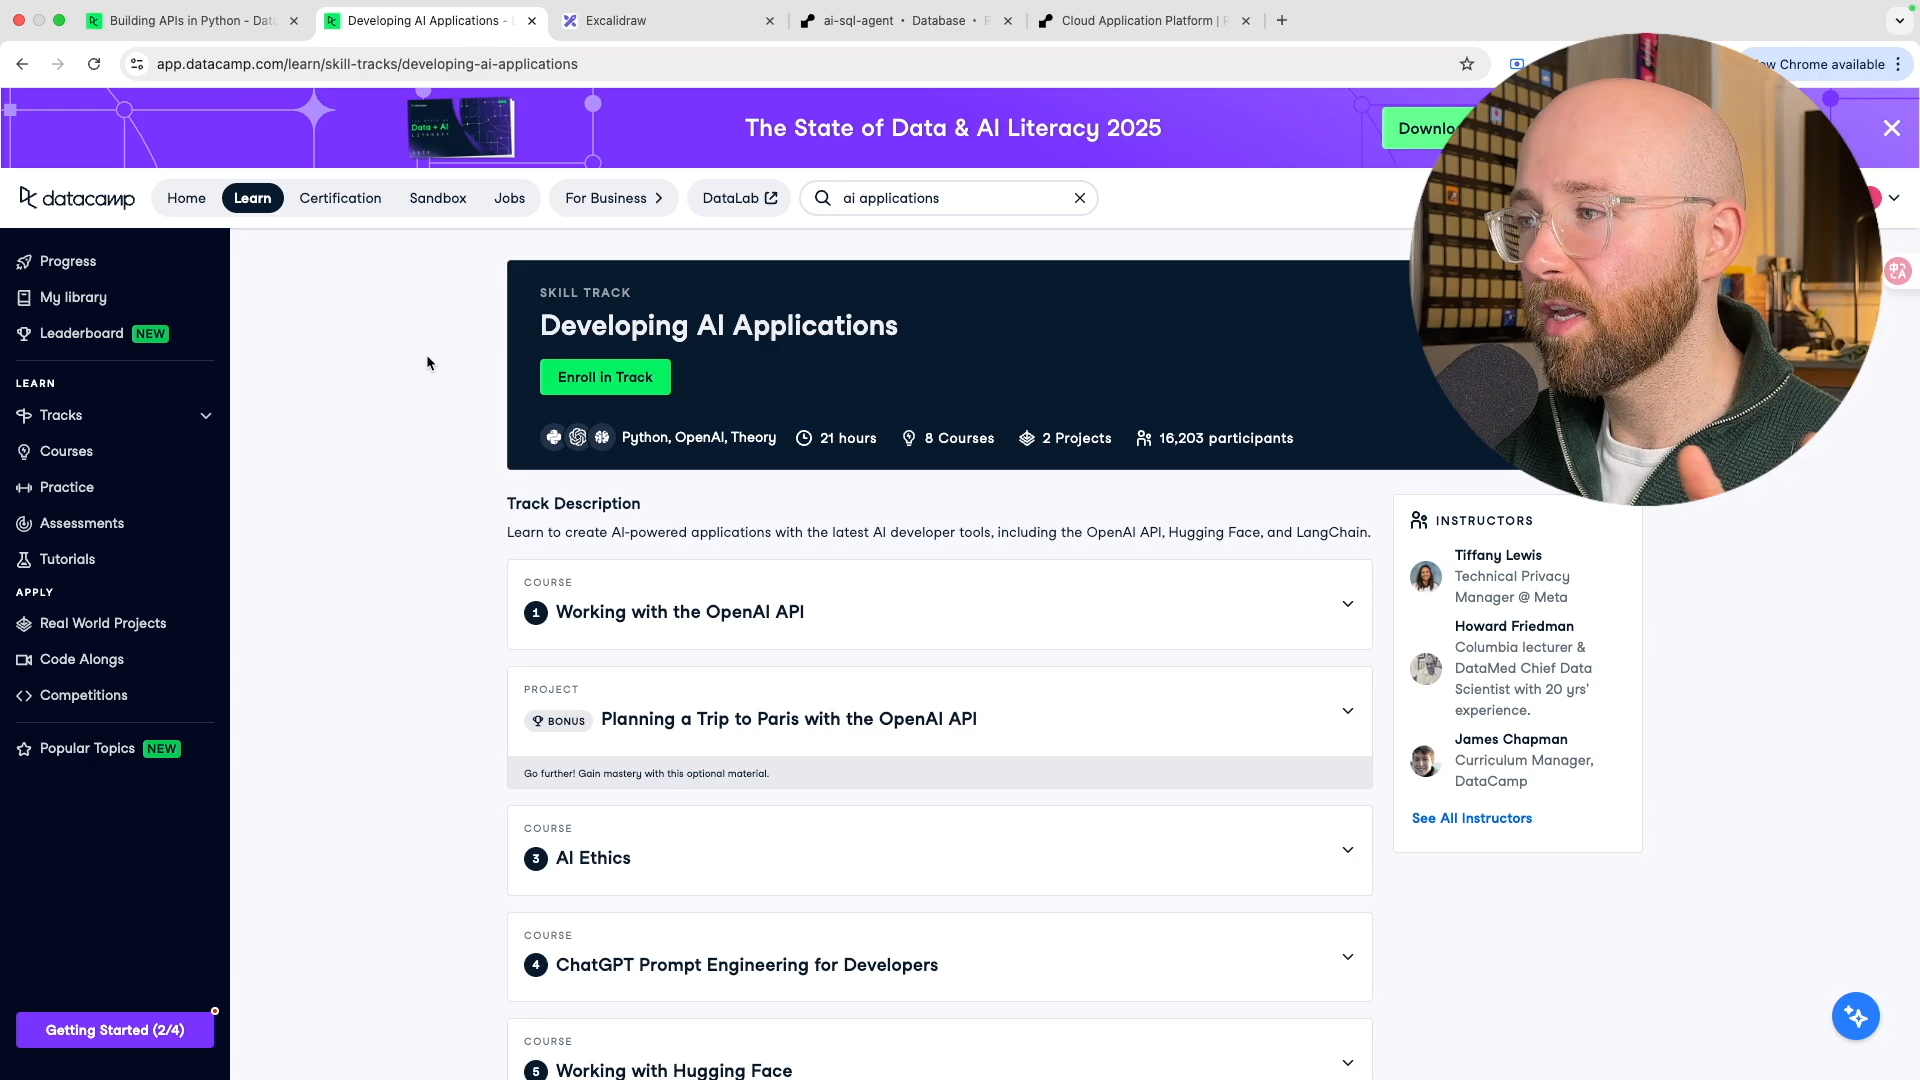 Building APIs in Python - Dat
Developing AI Applications -
Excalidraw
ai-sql-agent • Database •
Cloud Application Platform |
app.datacamp.com/learn/skill-tracks/developing-ai-applications
Chrome available
Data + AI
LITERACY
The State of Data & AI Literacy 2025
Downlo
datacamp
Home
Learn
Certification
Sandbox
Jobs
For Business
DataLab
ai applications
Progress
My library
Leaderboard NEW
LEARN
Tracks
Courses
Practice
Assessments
Tutorials
APPLY
Real World Projects
Code Alongs
Competitions
Popular Topics NEW
Getting Started (2/4)
SKILL TRACK
Developing AI Applications
Enroll in Track
Python, OpenAI, Theory
21 hours
8 Courses
2 Projects
16,203 participants
Track Description
Learn to create AI-powered applications with the latest AI developer tools, including the OpenAI API, Hugging Face, and LangChain.
COURSE
1 Working with the OpenAI API
PROJECT
BONUS Planning a Trip to Paris with the OpenAI API
Go further! Gain mastery with this optional material.
COURSE
3 AI Ethics
COURSE
4 ChatGPT Prompt Engineering for Developers
COURSE
5 Working with Hugging Face
INSTRUCTORS
Tiffany Lewis
Technical Privacy
Manager @ Meta
Howard Friedman
Columbia lecturer &
DataMed Chief Data
Scientist with 20 yrs'
experience.
James Chapman
Curriculum Manager,
DataCamp
See All Instructors